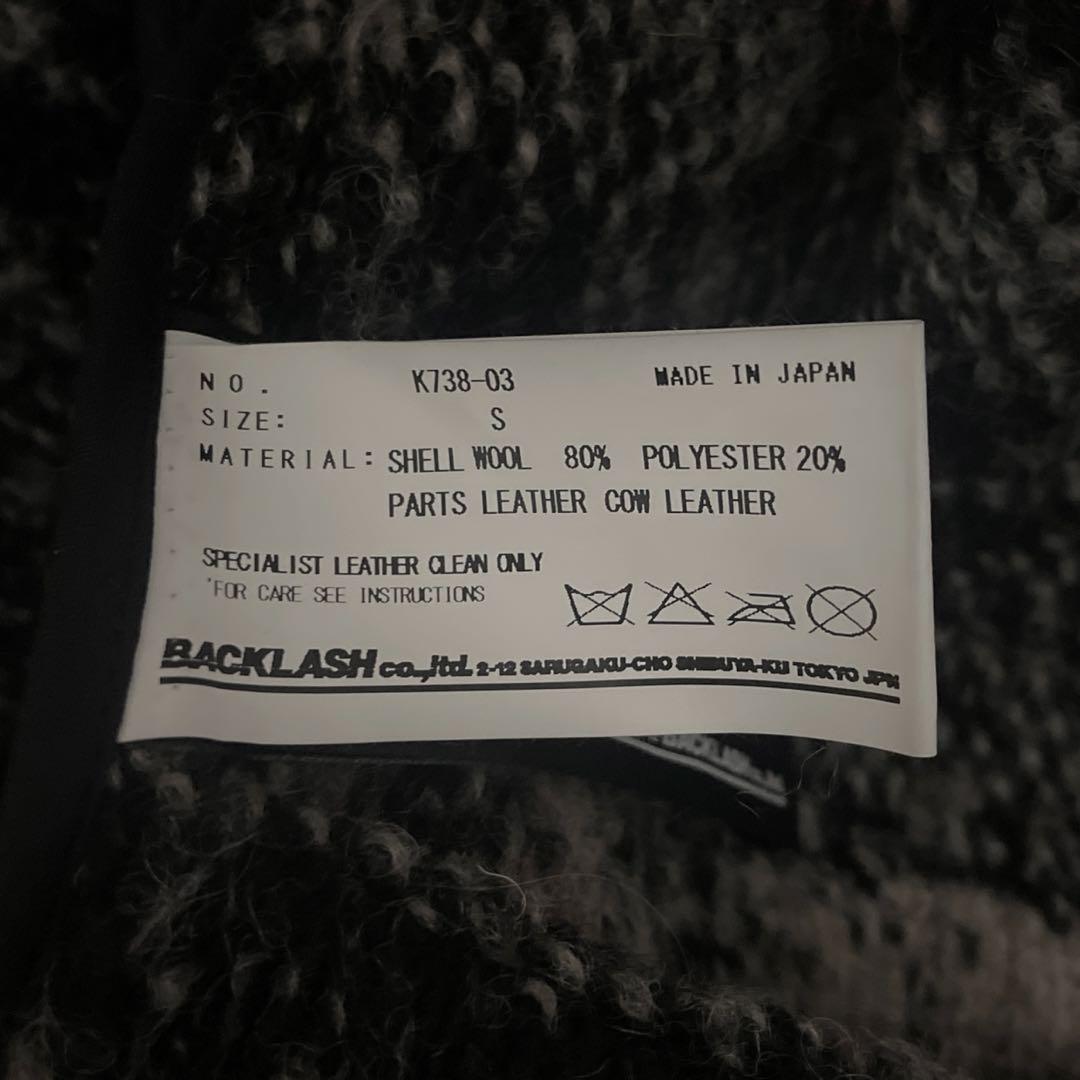 NO. K738-03 MADE IN JAPAN
SIZE: S
MATERIAL: SHELL WOOL 80% POLYESTER 20%
PARTS LEATHER COW LEATHER
SPECIALIST LEATHER CLEAN ONLY
'FOR CARE SEE INSTRUCTIONS
BACKLASH co.,ltd. 2-12 SARUGAKU-CHO SHIBUYA-KU TOKYO JPN
BACKLASH